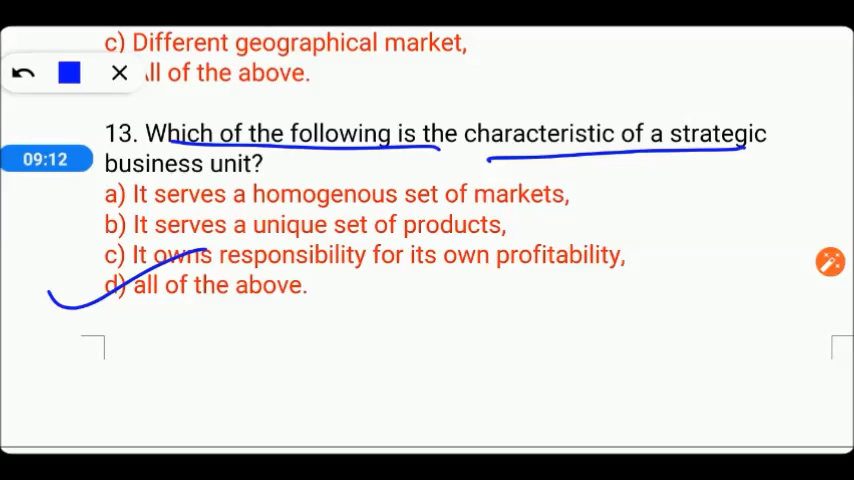 c) Different geographical market,
ll of the above.
13. Which of the following is the characteristic of a strategic
business unit?
a) It serves a homogenous set of markets,
b) It serves a unique set of products,
c) It owns responsibility for its own profitability,
d) all of the above.
09:12